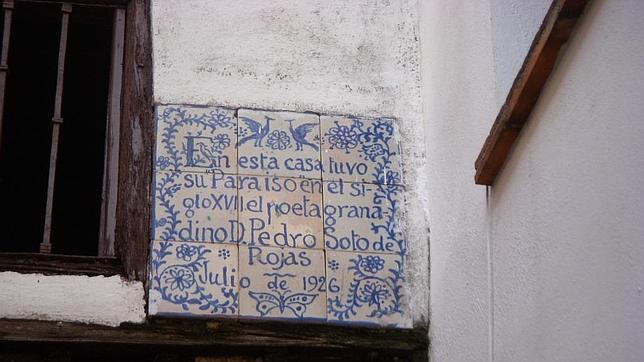 En esta casa tuvo
su "Paraiso" en el si
glo XVII el poeta grana
dino D. Pedro Soto de
Rojas
Julio de 1926